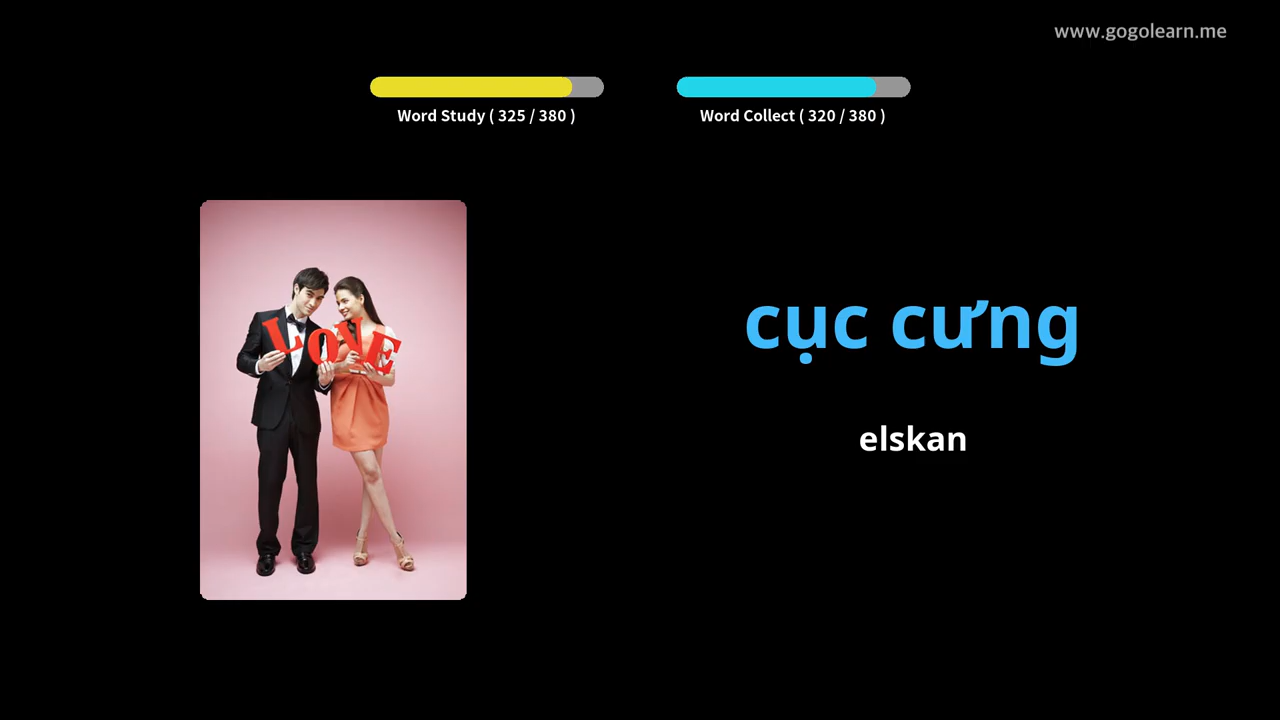 www.gogolearn.me
Word Study ( 325 / 380 )
Word Collect ( 320 / 380 )
LOVE
cục cưng
elskan